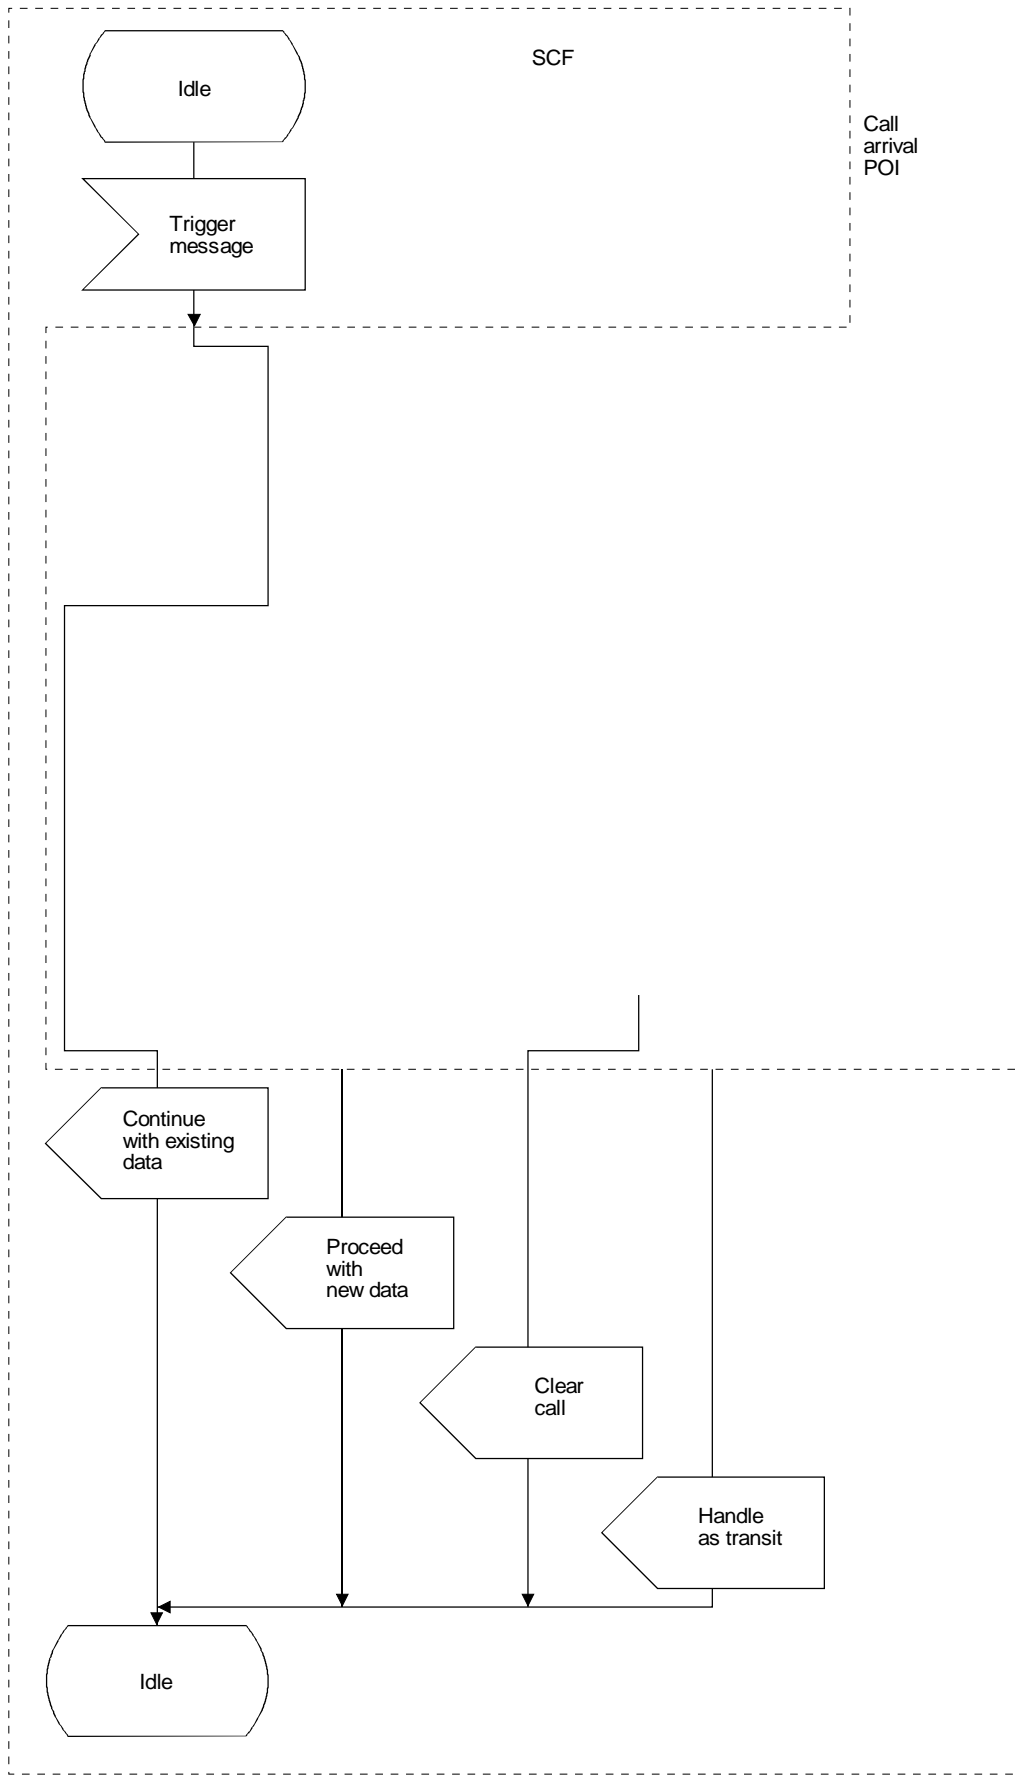 SCF
Idle
Call
arrival
POI
Trigger
message
Continue
with existing
data
Proceed
with
new data
Clear
call
Handle
as transit
Idle